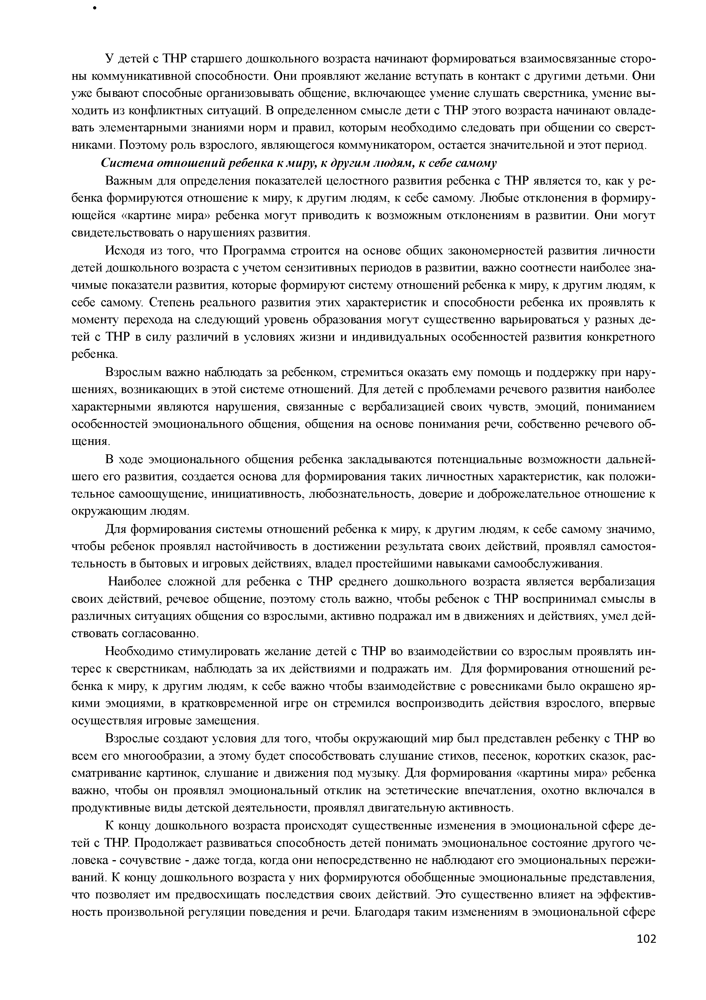 У детей с ТНР старшего дошкольного возраста начинают формироваться взаимосвязанные сторо-
ны коммуникативной способности. Они проявляют желание вступать в контакт с другими детьми. Они
уже бывают способные организовывать общение, включающее умение слушать сверстника, умение вы-
ходить из конфликтных ситуаций. В определенном смысле дети с ТНР этого возраста начинают овладе-
вать элементарными знаниями норм и правил, которым необходимо следовать при общении со сверст-
никами. Поэтому роль взрослого, являющегося коммуникатором, остается значительной и этот период.
Система отношений ребенка к миру, к другим людям, к себе самому
Важным для определения показателей целостного развития ребенка с ТНР является то, как у ре-
бенка формируются отношение к миру, к другим людям, к себе самому. Любые отклонения в формиру-
ющейся «картине мира» ребенка могут приводить к возможным отклонениям в развитии. Они могут
свидетельствовать о нарушениях развития.
Исходя из того, что Программа строится на основе общих закономерностей развития личности
детей дошкольного возраста с учетом сензитивных периодов в развитии, важно соотнести наиболее зна-
чимые показатели развития, которые формируют систему отношений ребенка к миру, к другим людям, к
себе самому. Степень реального развития этих характеристик и способности ребенка их проявлять к
моменту перехода на следующий уровень образования могут существенно варьироваться у разных де-
тей с ТНР в силу различий в условиях жизни и индивидуальных особенностей развития конкретного
ребенка.
Взрослым важно наблюдать за ребенком, стремиться оказать ему помощь и поддержку при нару-
шениях, возникающих в этой системе отношений. Для детей с проблемами речевого развития наиболее
характерными являются нарушения, связанные с вербализацией своих чувств, эмоций, пониманием
особенностей эмоционального общения, общения на основе понимания речи, собственно речевого об-
щения.
В ходе эмоционального общения ребенка закладываются потенциальные возможности дальней-
шего его развития, создается основа для формирования таких личностных характеристик, как положи-
тельное самоощущение, инициативность, любознательность, доверие и доброжелательное отношение к
окружающим людям.
Для формирования системы отношений ребенка к миру, к другим людям, к себе самому значимо,
чтобы ребенок проявлял настойчивость в достижении результата своих действий, проявлял самостоя-
тельность в бытовых и игровых действиях, владел простейшими навыками самообслуживания.
Наиболее сложной для ребенка с ТНР среднего дошкольного возраста является вербализация
своих действий, речевое общение, поэтому столь важно, чтобы ребенок с ТНР воспринимал смыслы в
различных ситуациях общения со взрослыми, активно подражал им в движениях и действиях, умел дей-
ствовать согласованно.
Необходимо стимулировать желание детей с ТНР во взаимодействии со взрослым проявлять ин-
терес к сверстникам, наблюдать за их действиями и подражать им.  Для формирования отношений ре-
бенка к миру, к другим людям, к себе важно чтобы взаимодействие с ровесниками было окрашено яр-
кими эмоциями, в кратковременной игре он стремился воспроизводить действия взрослого, впервые
осуществляя игровые замещения.
Взрослые создают условия для того, чтобы окружающий мир был представлен ребенку с ТНР во
всем его многообразии, а этому будет способствовать слушание стихов, песенок, коротких сказок, рас-
сматривание картинок, слушание и движения под музыку. Для формирования «картины мира» ребенка
важно, чтобы он проявлял эмоциональный отклик на эстетические впечатления, охотно включался в
продуктивные виды детской деятельности, проявлял двигательную активность.
К концу дошкольного возраста происходят существенные изменения в эмоциональной сфере де-
тей с ТНР. Продолжает развиваться способность детей понимать эмоциональное состояние другого че-
ловека - сочувствие - даже тогда, когда они непосредственно не наблюдают его эмоциональных пережи-
ваний. К концу дошкольного возраста у них формируются обобщенные эмоциональные представления,
что позволяет им предвосхищать последствия своих действий. Это существенно влияет на эффектив-
ность произвольной регуляции поведения и речи. Благодаря таким изменениям в эмоциональной сфере
102